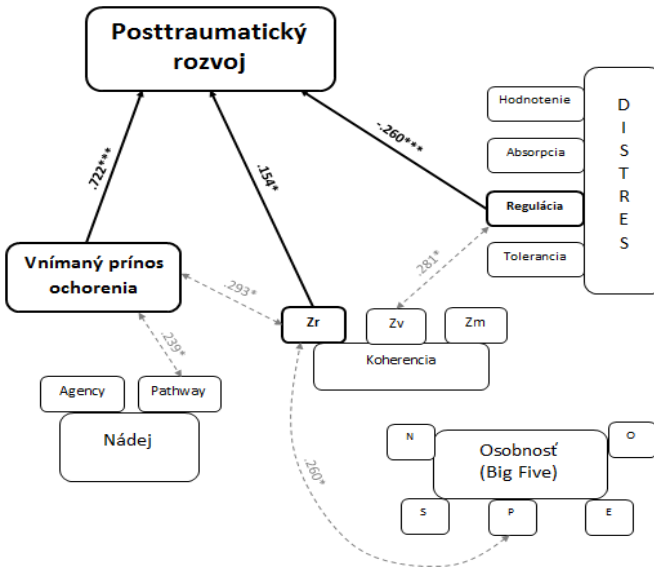 Posttraumatický
rozvoj
Hodnotenie
Absorpcia
Regulácia
Tolerancia
DISTRES
.722***
.154*
-.260***
Vnímaný prínos
ochorenia
.293*
.281*
.239*
Zr
Zv
Zm
Koherencia
Agency
Pathway
Nádej
.260*
N
Osobnosť
(Big Five)
O
S
P
E